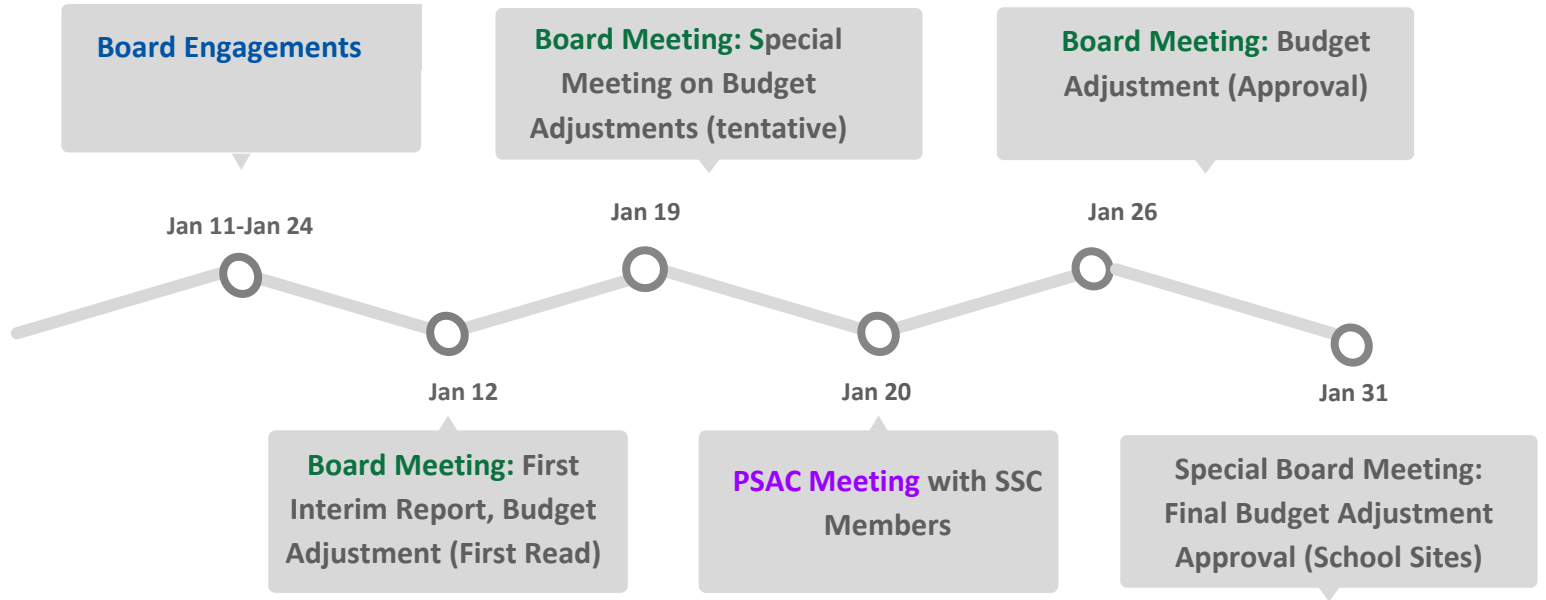 Board Engagements
Jan 11-Jan 24
Board Meeting: First
Interim Report, Budget
Adjustment (First Read)
Jan 12
Board Meeting: Special
Meeting on Budget
Adjustments (tentative)
Jan 19
PSAC Meeting with SSC
Members
Jan 20
Board Meeting: Budget
Adjustment (Approval)
Jan 26
Special Board Meeting:
Final Budget Adjustment
Approval (School Sites)
Jan 31